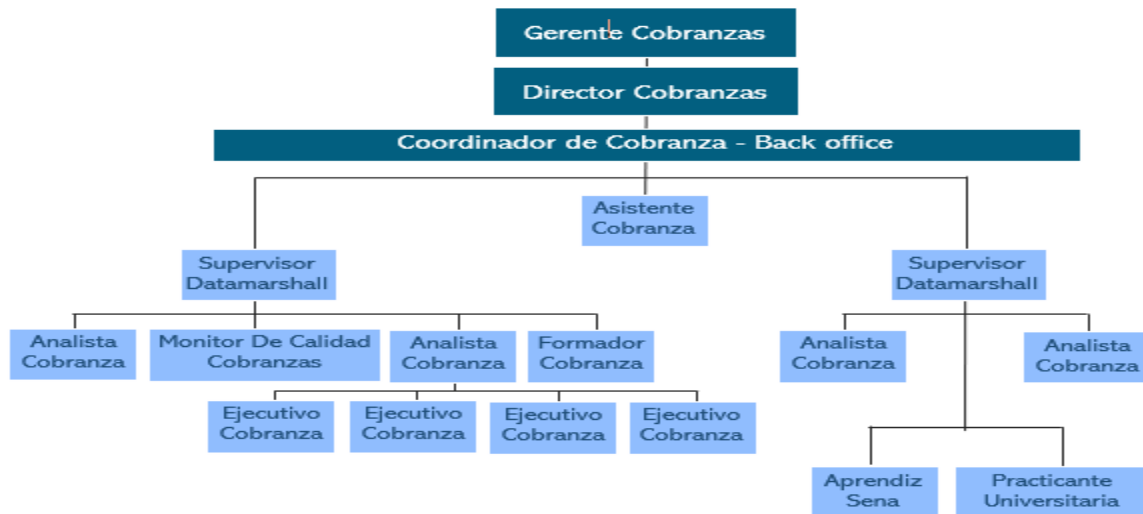 Gerente Cobranzas
Director Cobranzas
Coordinador de Cobranza - Back office
Asistente
Cobranza
Supervisor
Datamarshall
Supervisor
Datamarshall
Analista
Cobranza
Monitor De Calidad
Cobranzas
Analista
Cobranza
Formador
Cobranza
Analista
Cobranza
Analista
Cobranza
Ejecutivo
Cobranza
Ejecutivo
Cobranza
Ejecutivo
Cobranza
Ejecutivo
Cobranza
Aprendiz
Sena
Practicante
Universitaria